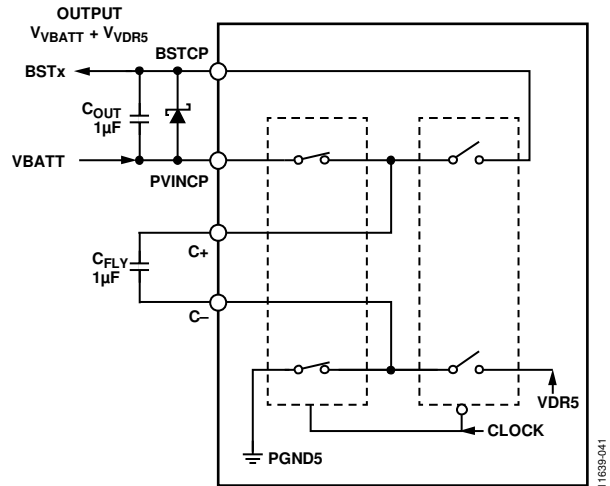 OUTPUT
VVBATT + VVDR5
BSTCP
BSTx
COUT
1µF
VBATT
PVINCP
C+
CFLY
1µF
C–
VDR5
CLOCK
PGND5
11639-041